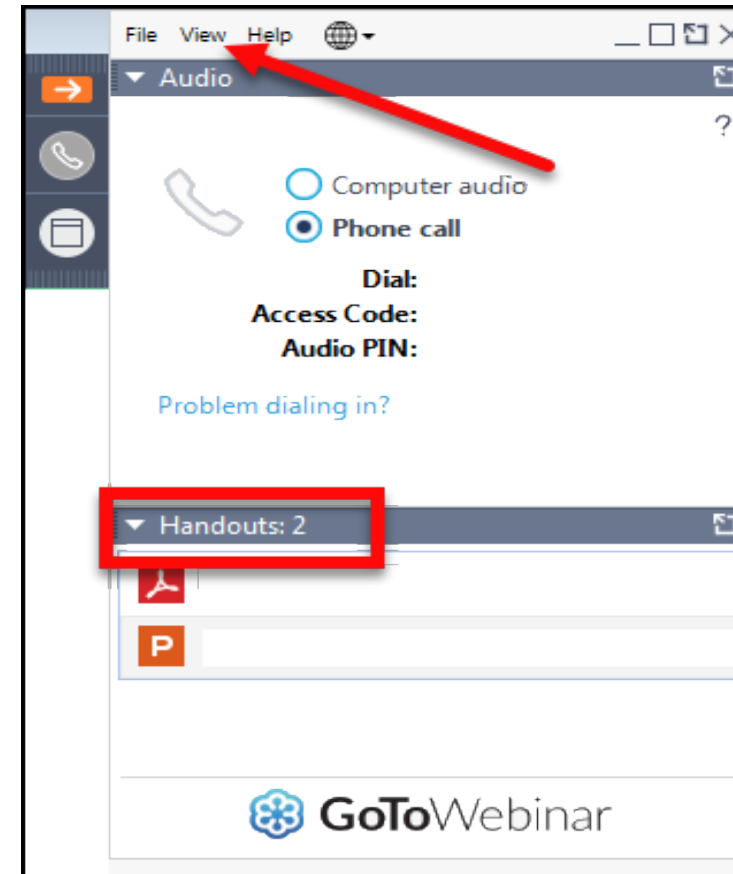 File View Help
Audio
?
Computer audio
Phone call
Dial:
Access Code:
Audio PIN:
Problem dialing in?
Handouts: 2
P
GoToWebinar